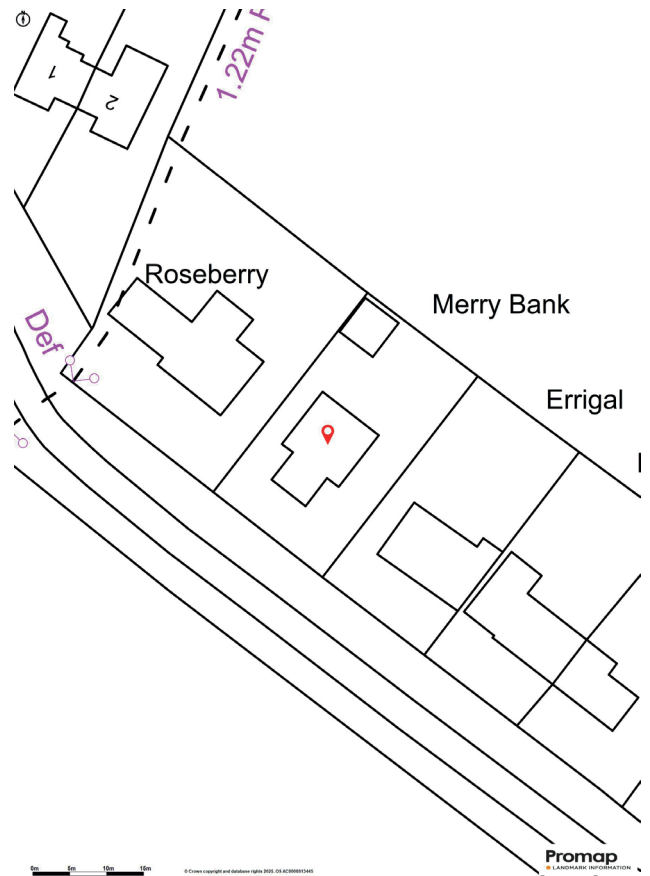 1.22m
1
2
Roseberry
Merry Bank
Def
Errigal
0m 5m 10m 15m
© Crown copyright and database rights 2025. OS AC0000813445
Promap
LANDMARK INFORMATION